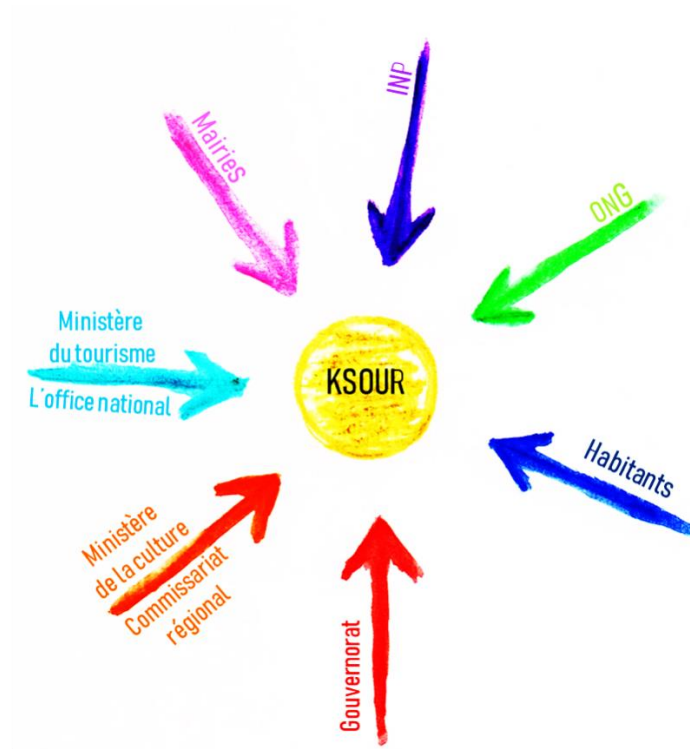 INP
Mairies
ONG
Ministère
du tourisme
L'office national
KSOUR
Habitants
Ministère
de la culture
Commissariat
régional
Gouvernorat